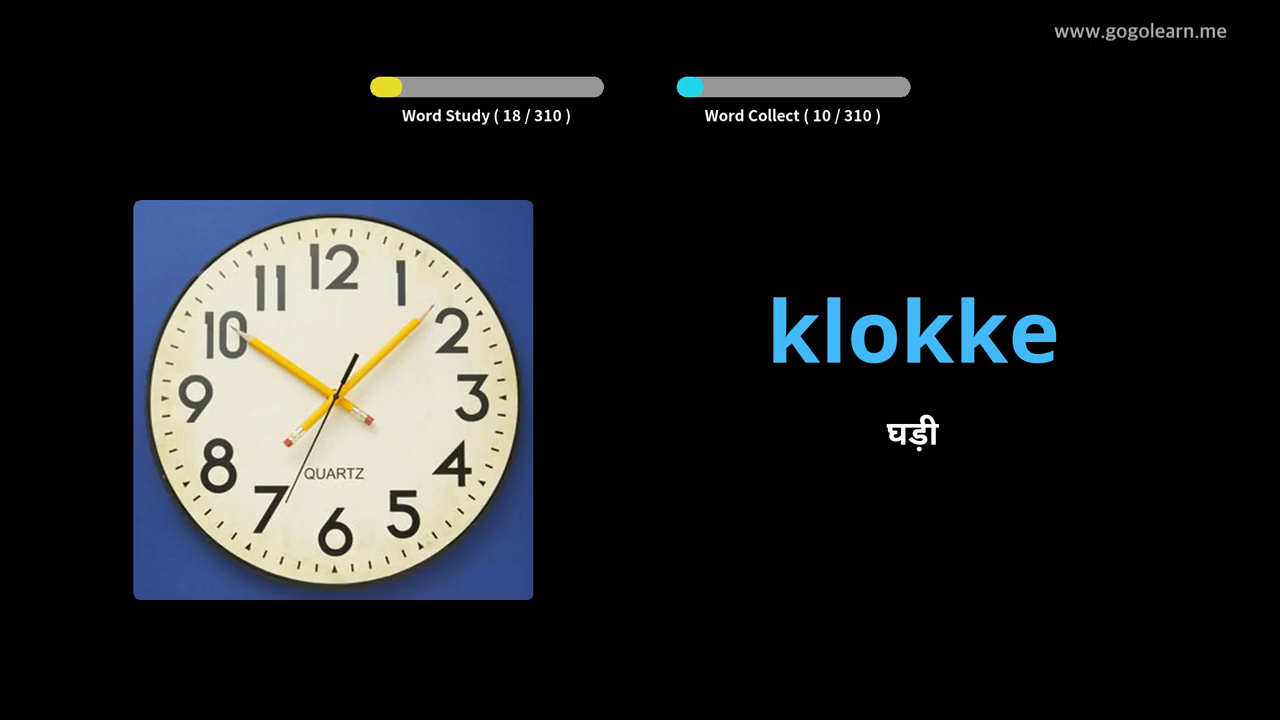 www.gogolearn.me
Word Study ( 18 / 310 )
Word Collect ( 10 / 310 )
12
11
1
10
2
9
3
8
4
7
5
6
QUARTZ
klokke
घड़ी